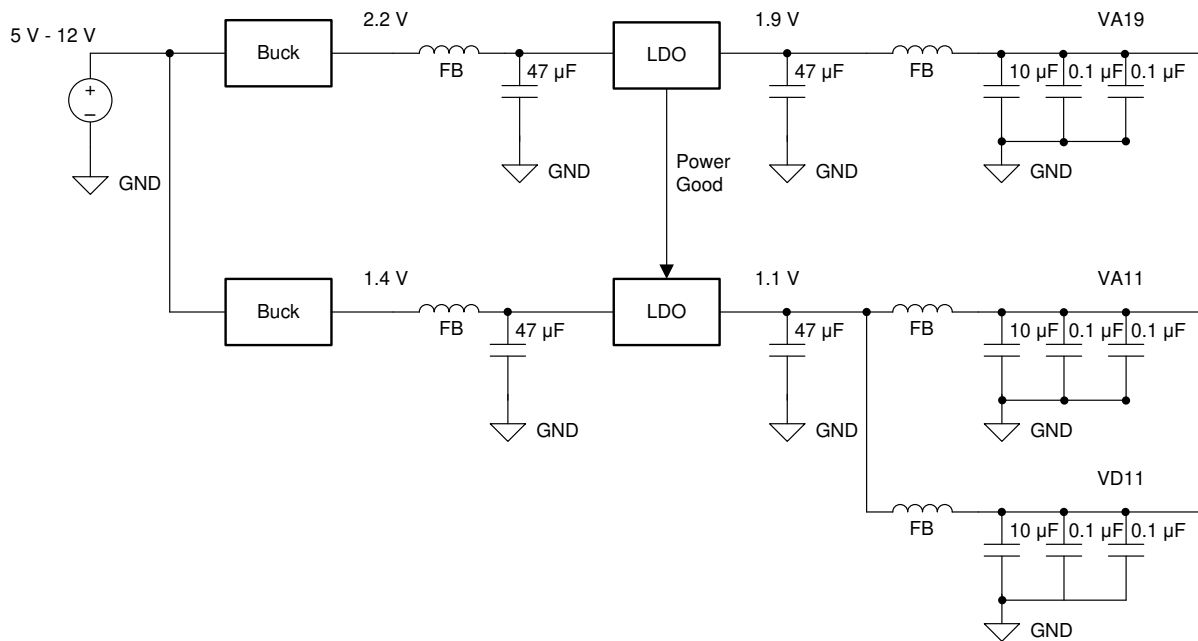 5 V - 12 V
2.2 V
1.9 V
VA19
Buck
FB
47 µF
LDO
47 µF
FB
10 µF
0.1 µF
0.1 µF
+
–
GND
GND
GND
GND
Power
Good
1.4 V
1.1 V
VA11
Buck
FB
47 µF
LDO
47 µF
FB
10 µF
0.1 µF
0.1 µF
GND
GND
GND
VD11
FB
10 µF
0.1 µF
0.1 µF
GND